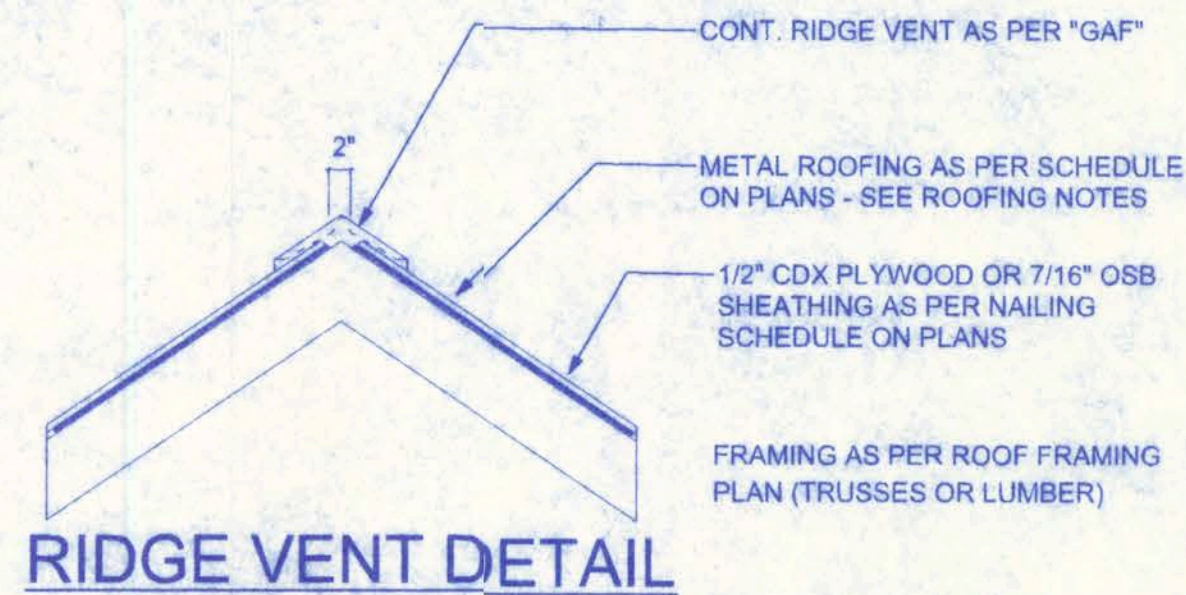 CONT. RIDGE VENT AS PER "GAF"
2"
METAL ROOFING AS PER SCHEDULE
ON PLANS - SEE ROOFING NOTES
1/2" CDX PLYWOOD OR 7/16" OSB
SHEATHING AS PER NAILING
SCHEDULE ON PLANS
FRAMING AS PER ROOF FRAMING
PLAN (TRUSSES OR LUMBER)
RIDGE VENT DETAIL